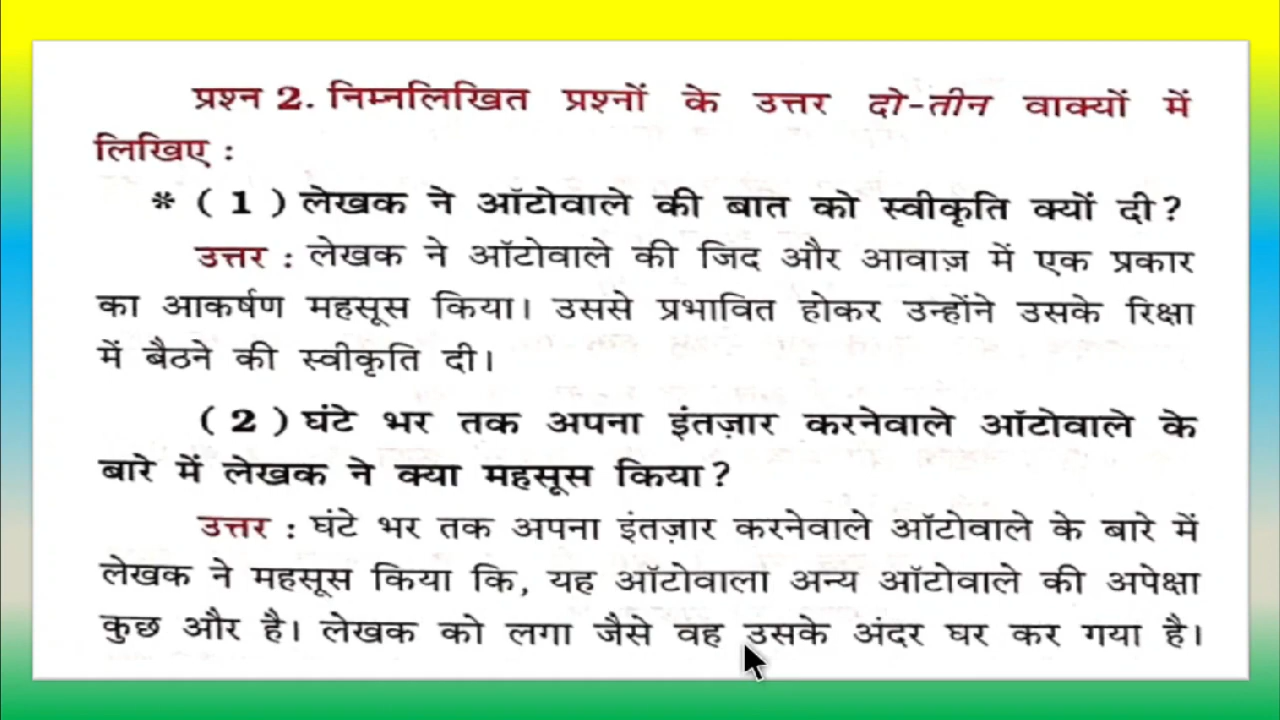 प्रश्न 2. निम्नलिखित प्रश्नों के उत्तर दो-तीन वाक्यों में
लिखिए :
* ( 1 ) लेखक ने ऑटोवाले की बात को स्वीकृति क्यों दी?
उत्तर : लेखक ने ऑटोवाले की जिद और आवाज़ में एक प्रकार
का आकर्षण महसूस किया। उससे प्रभावित होकर उन्होंने उसके रिक्षा
में बैठने की स्वीकृति दी।
( 2 ) घंटे भर तक अपना इंतज़ार करनेवाले ऑटोवाले के
बारे में लेखक ने क्या महसूस किया?
उत्तर : घंटे भर तक अपना इंतज़ार करनेवाले ऑटोवाले के बारे में
लेखक ने महसूस किया कि, यह ऑटोवाला अन्य ऑटोवाले की अपेक्षा
कुछ और है। लेखक को लगा जैसे वह उसके अंदर घर कर गया है।